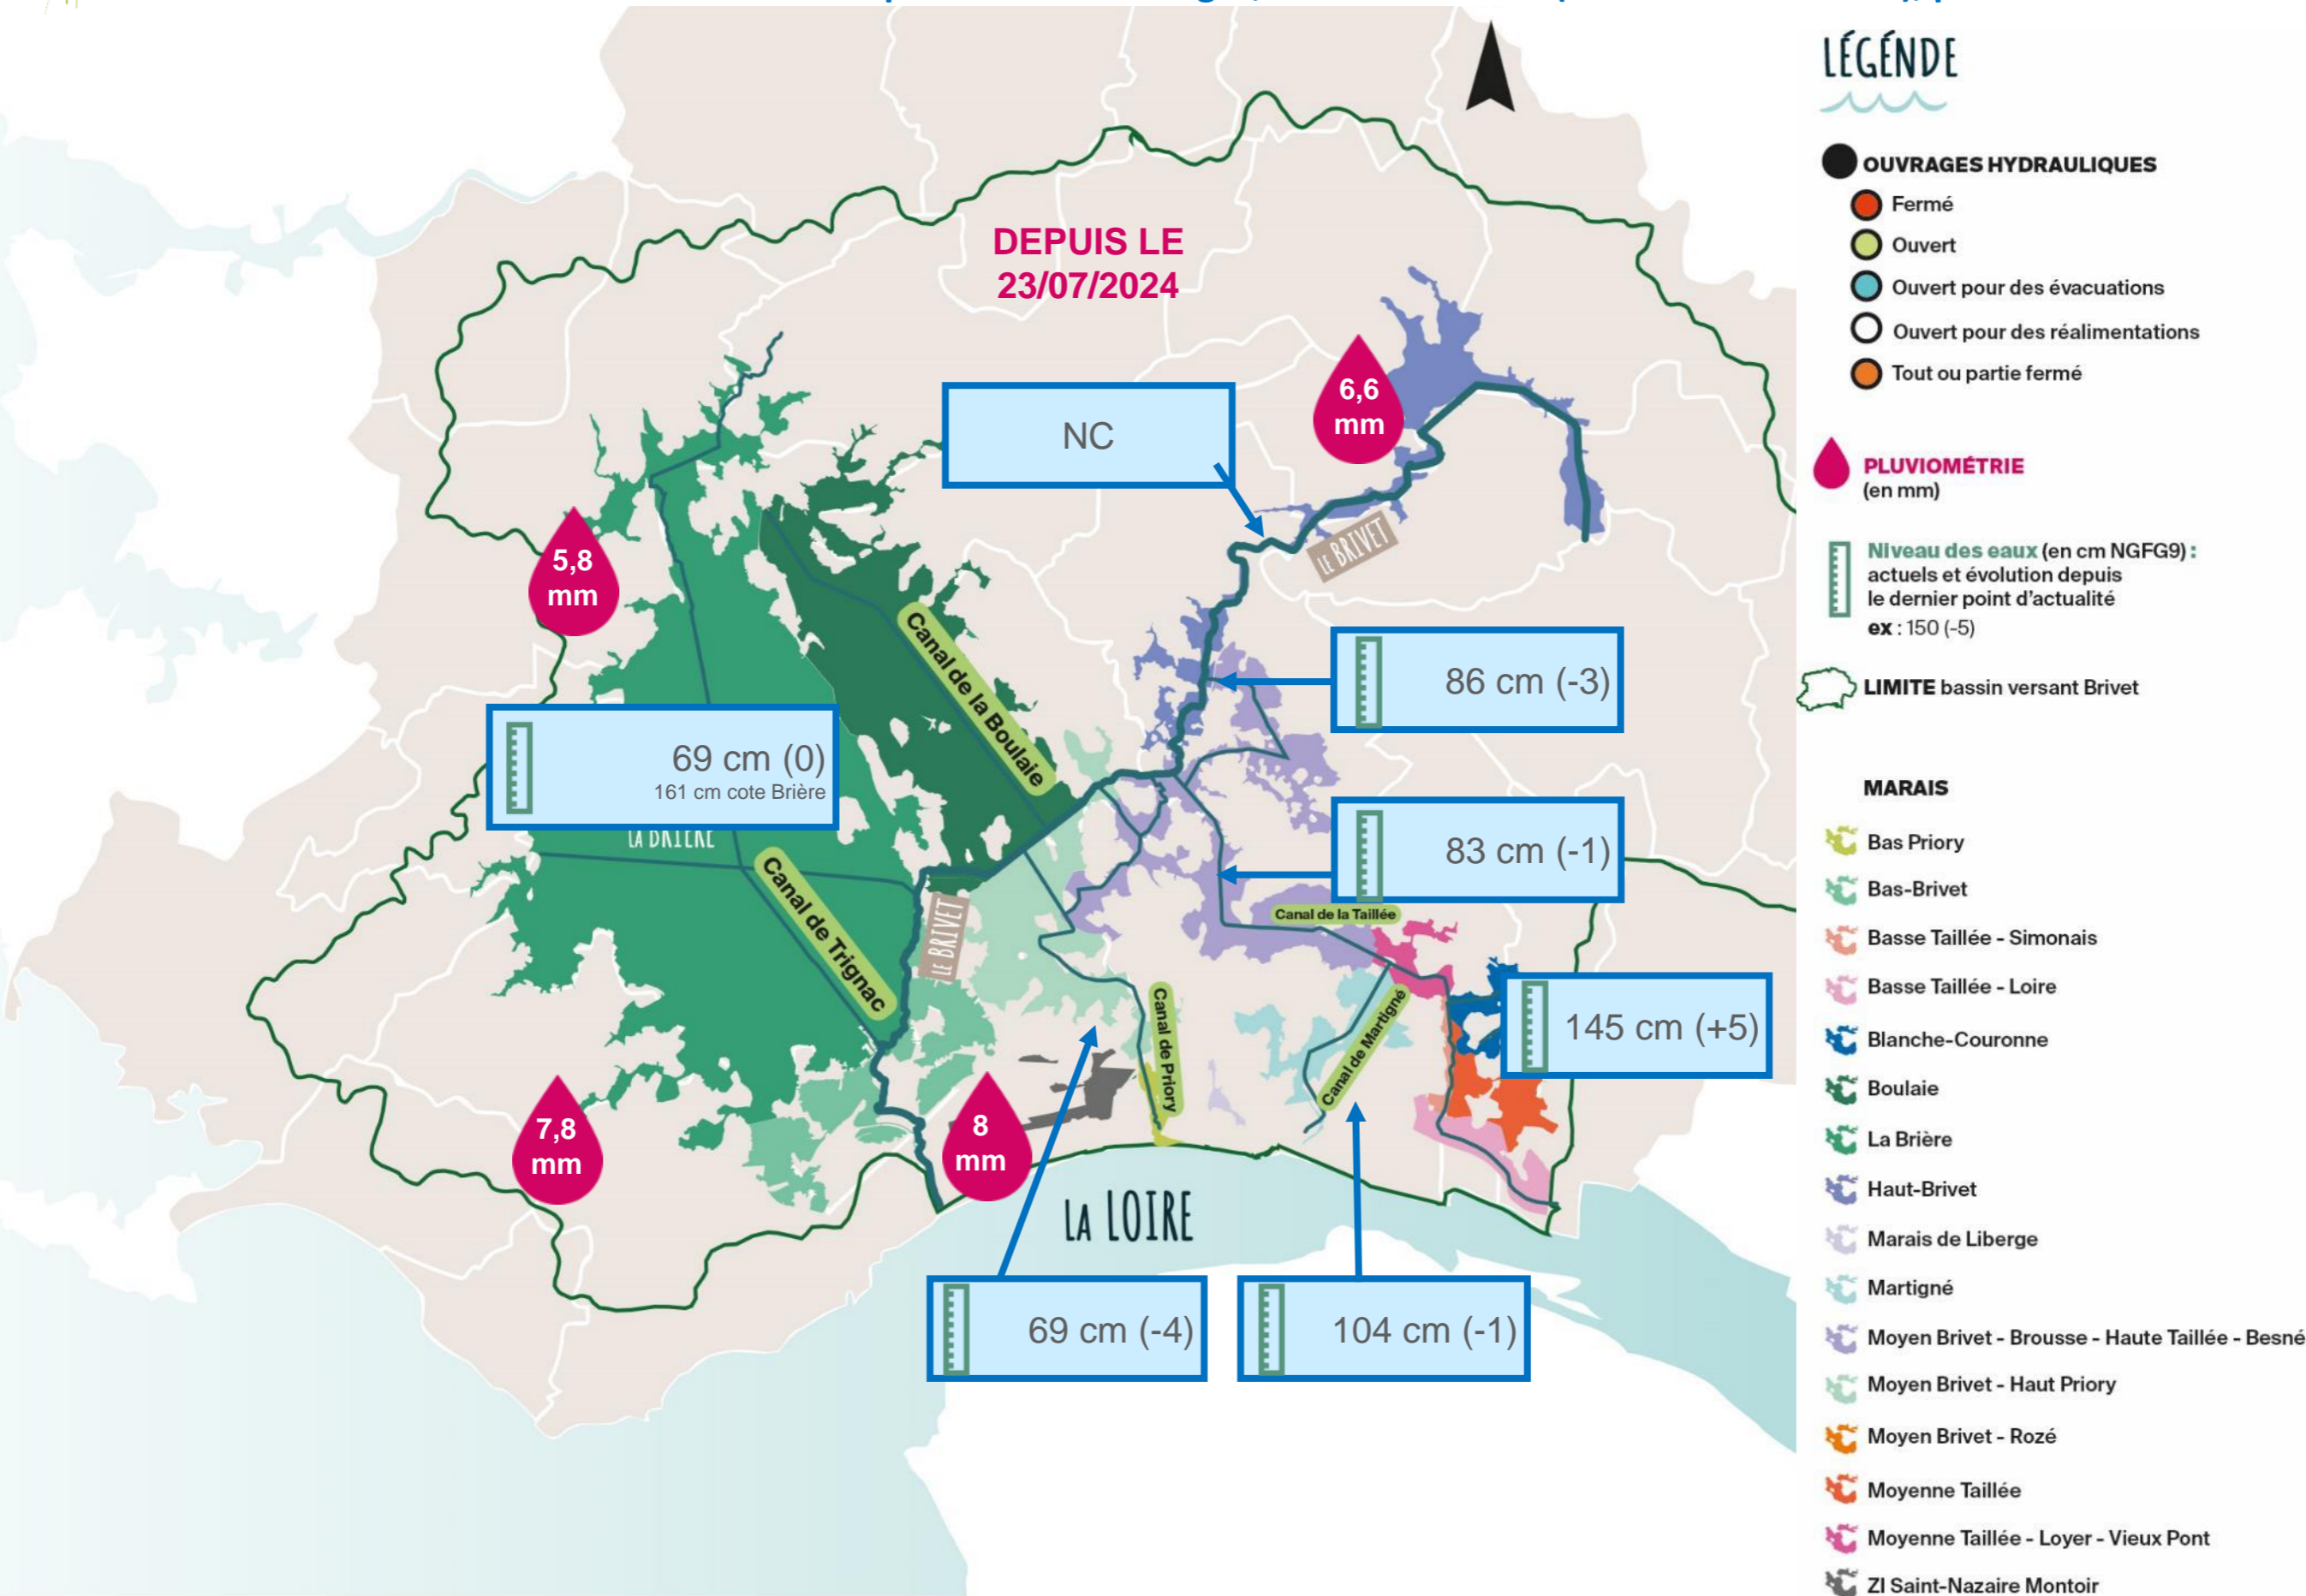 DEPUIS LE
23/07/2024
6,6
mm
NC
LE BRIVET
5,8
mm
Canal de la Boulaie
86 cm (-3)
69 cm (0)
161 cm cote Brière
LA BRIÈRE
83 cm (-1)
Canal de Trignac
LE BRIVET
Canal de la Taillée
Canal de Priory
Canal de Martigné
145 cm (+5)
7,8
mm
8
mm
LA LOIRE
69 cm (-4)
104 cm (-1)
LÉGÉNDE
OUVRAGES HYDRAULIQUES
Fermé
Ouvert
Ouvert pour des évacuations
Ouvert pour des réalimentations
Tout ou partie fermé
PLUVIOMÉTRIE
(en mm)
Niveau des eaux (en cm NGFG9) :
actuels et évolution depuis
le dernier point d'actualité
ex : 150 (-5)
LIMITE bassin versant Brivet
MARAIS
Bas Priory
Bas-Brivet
Basse Taillée - Simonais
Basse Taillée - Loire
Blanche-Couronne
Boulaie
La Brière
Haut-Brivet
Marais de Liberge
Martigné
Moyen Brivet - Brousse - Haute Taillée - Besné
Moyen Brivet - Haut Priory
Moyen Brivet - Rozé
Moyenne Taillée
Moyenne Taillée - Loyer - Vieux Pont
ZI Saint-Nazaire Montoir